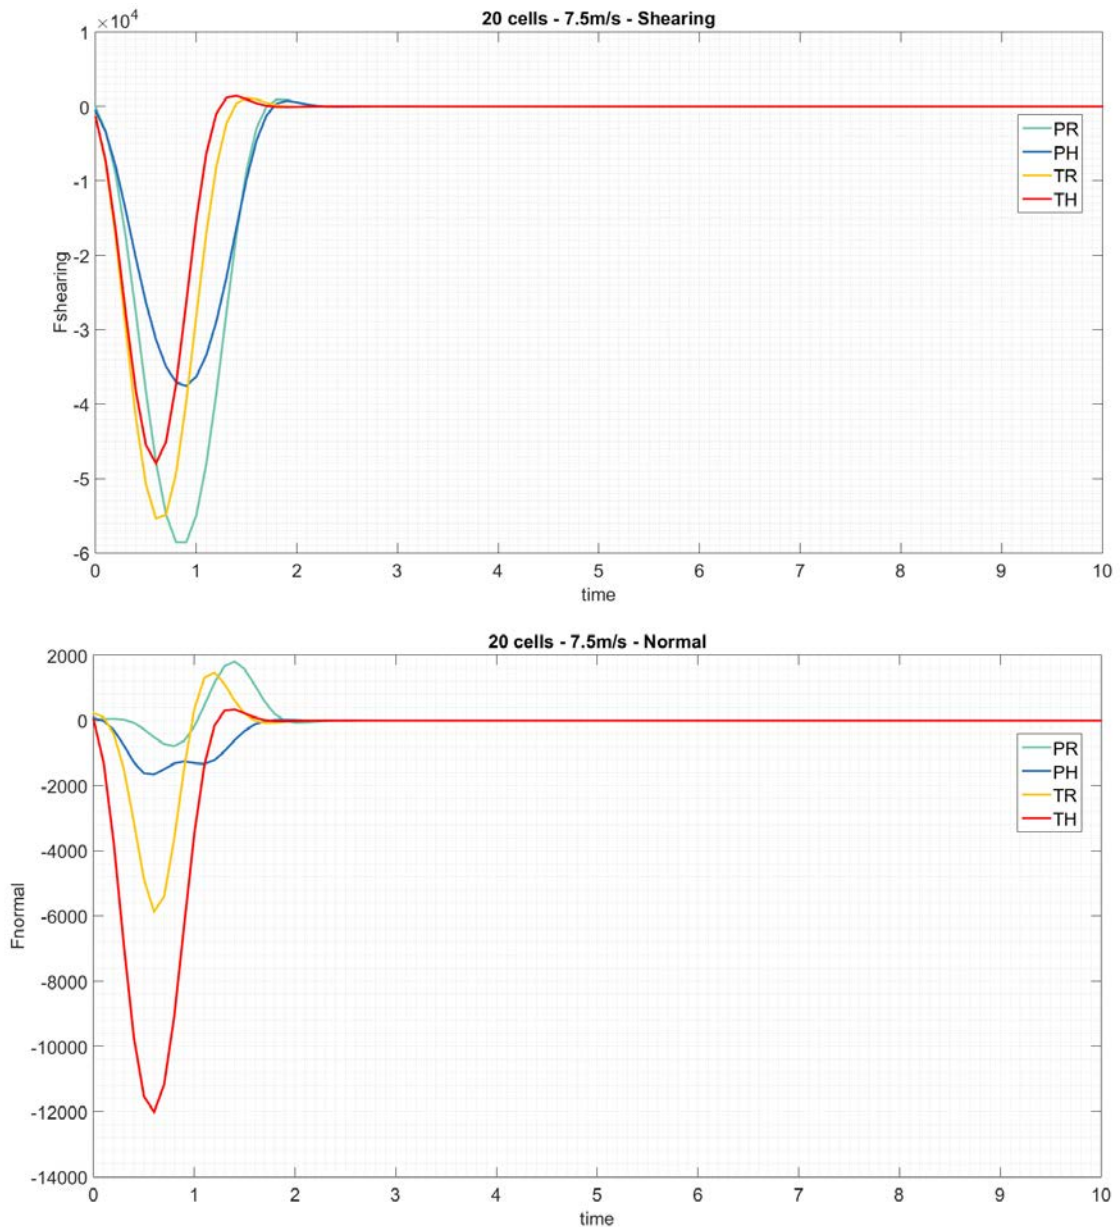 20 cells - 7.5m/s - Shearing
×10⁴
1
0
-1
-2
-3
-4
-5
-6
Fshearing
PR
PH
TR
TH
0 1 2 3 4 5 6 7 8 9 10
time
20 cells - 7.5m/s - Normal
2000
0
-2000
-4000
-6000
-8000
-10000
-12000
-14000
Fnormal
PR
PH
TR
TH
0 1 2 3 4 5 6 7 8 9 10
time